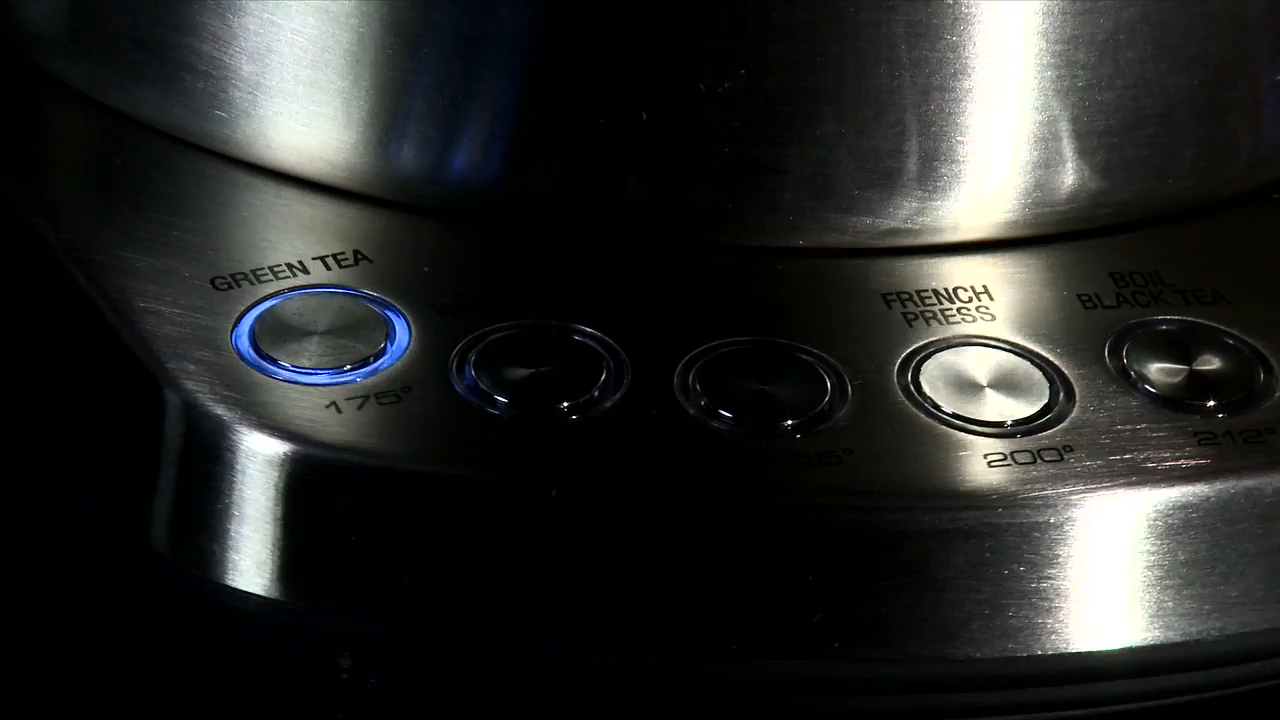 GREEN TEA
175°
FRENCH
PRESS
200°
BOIL
BLACK TEA
212°